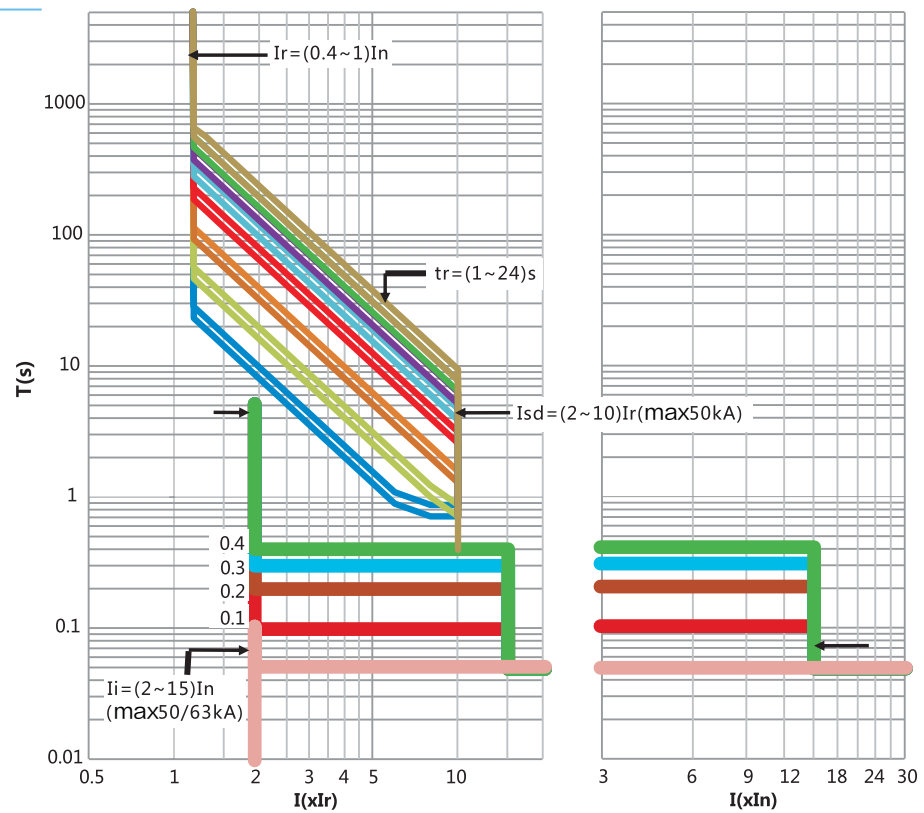 Ir=(0.4~1)In
1000
100
tr=(1~24)s
10
T(s)
Isd=(2~10)Ir(max50kA)
1
0.4
0.3
0.2
0.1
0.1
Ii=(2~15)In
(max50/63kA)
0.01
0.5 1 2 3 4 5 10
I(xIr)
3 6 9 12 18 24 30
I(xIn)